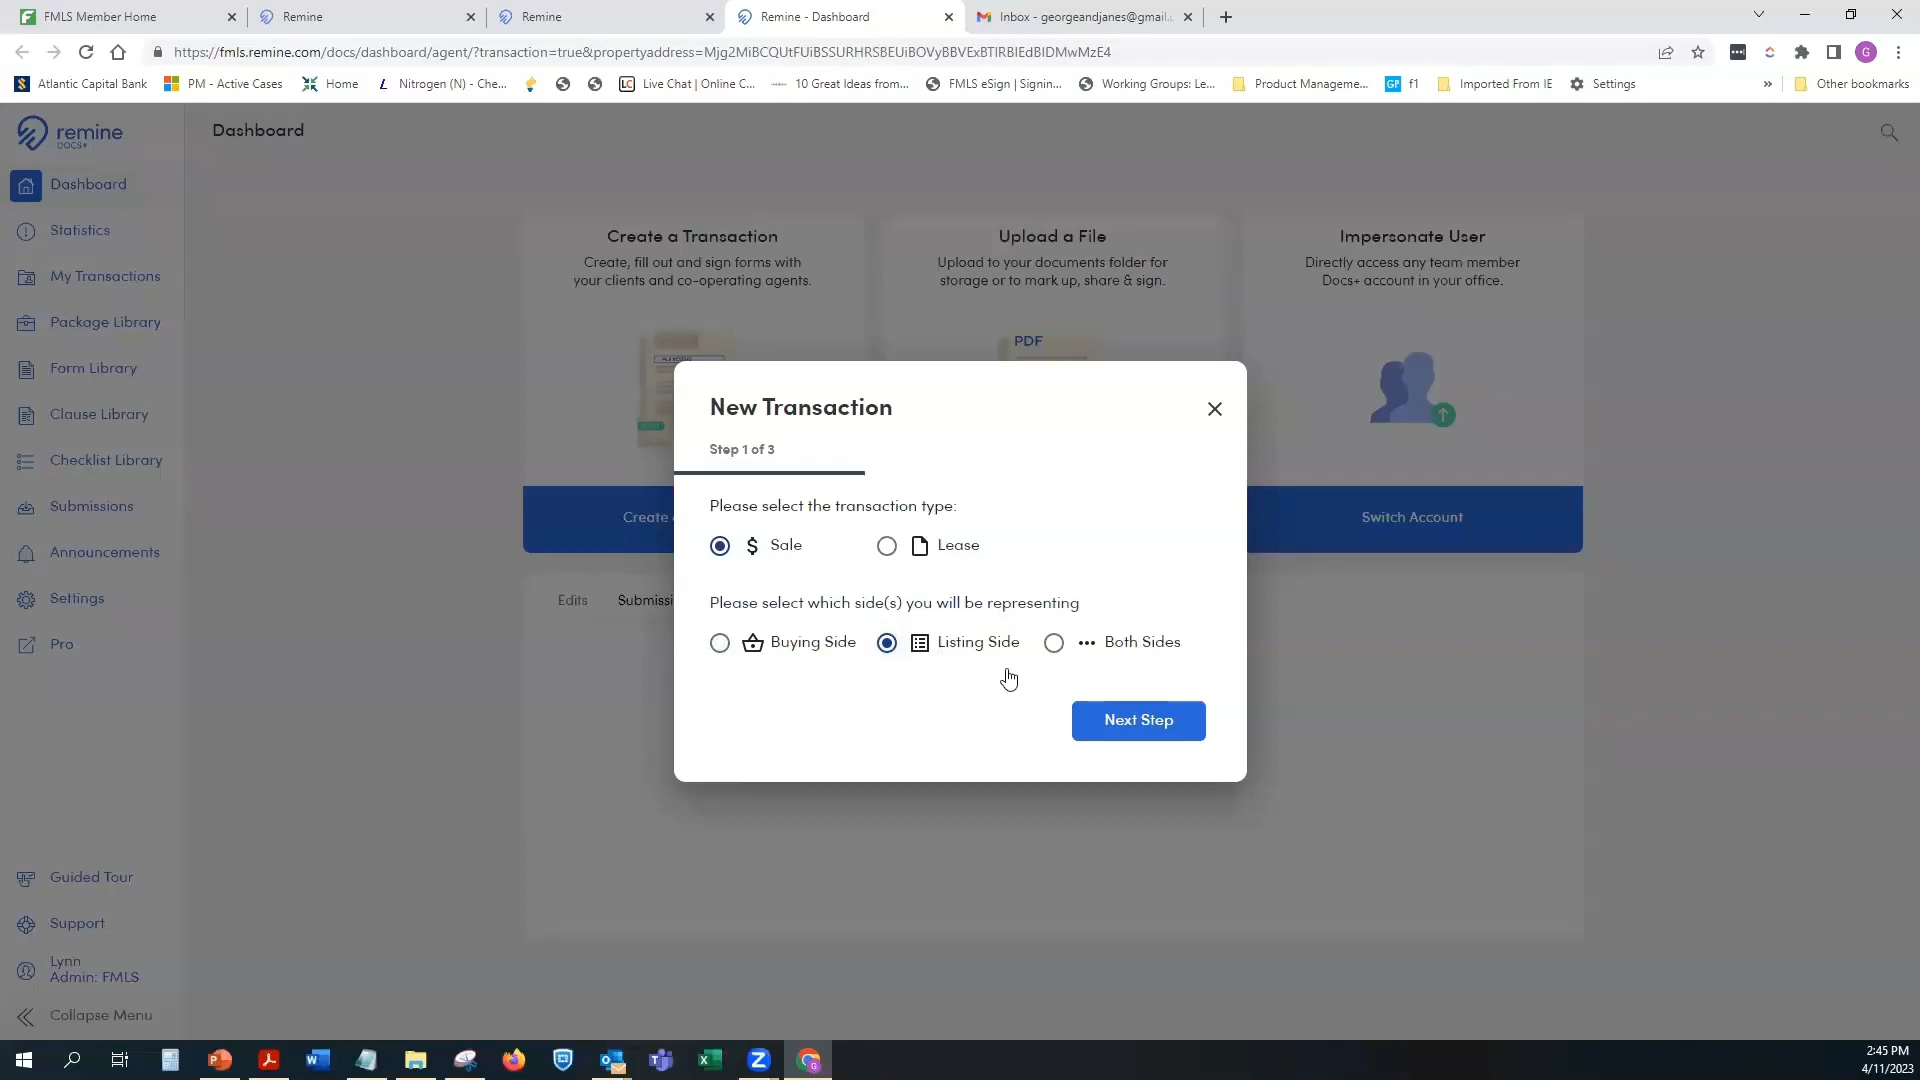 FMLS Member Home
Remine
Remine
Remine - Dashboard
Inbox - georgeandjanes@gmail.
https://fmls.remine.com/docs/dashboard/agent/?transaction=true&propertyaddress=Mjg2MiBCQUtFUiBSSURHRSBEUiBOVyBBVExBTlRBIEdBIDMwMzE4
G
Atlantic Capital Bank
PM - Active Cases
Home
Nitrogen (N) - Che...
LC
Live Chat | Online C...
10 Great Ideas from...
FMLS eSign | Signin...
Working Groups: Le...
Product Manageme...
GP
f1
Imported From IE
Settings
»
Other bookmarks
remine
DOCS+
Dashboard
Dashboard
Statistics
My Transactions
Package Library
Form Library
Clause Library
Checklist Library
Submissions
Announcements
Settings
Pro
Guided Tour
Support
Lynn
Admin: FMLS
Collapse Menu
Create a Transaction
Create, fill out and sign forms with
your clients and co-operating agents.
Create
Upload a File
Upload to your documents folder for
storage or to mark up, share & sign.
PDF
Impersonate User
Directly access any team member
Docs+ account in your office.
Switch Account
Edits
Submissi
New Transaction
Step 1 of 3
Please select the transaction type:
$ Sale
Lease
Please select which side(s) you will be representing
Buying Side
Listing Side
Both Sides
Next Step
2:45 PM
4/11/2023